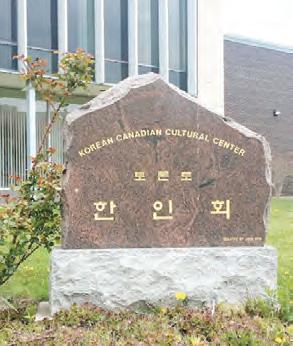 KOREAN CANADIAN CULTURAL CENTER
토론토
한인회